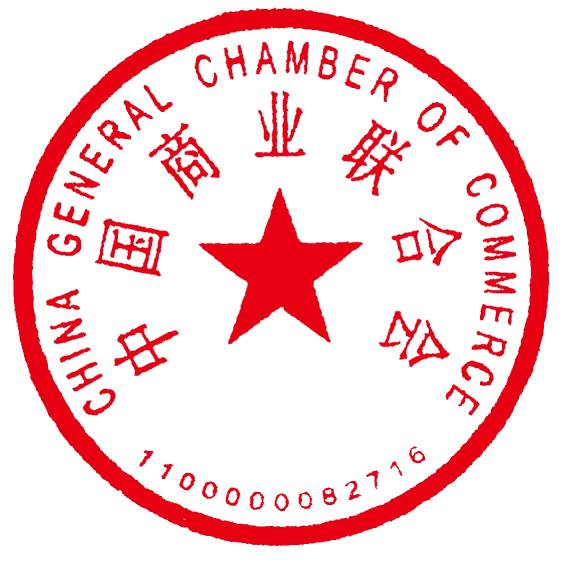 CHINA GENERAL CHAMBER OF COMMERCE
中国商业联合会
1100000082716